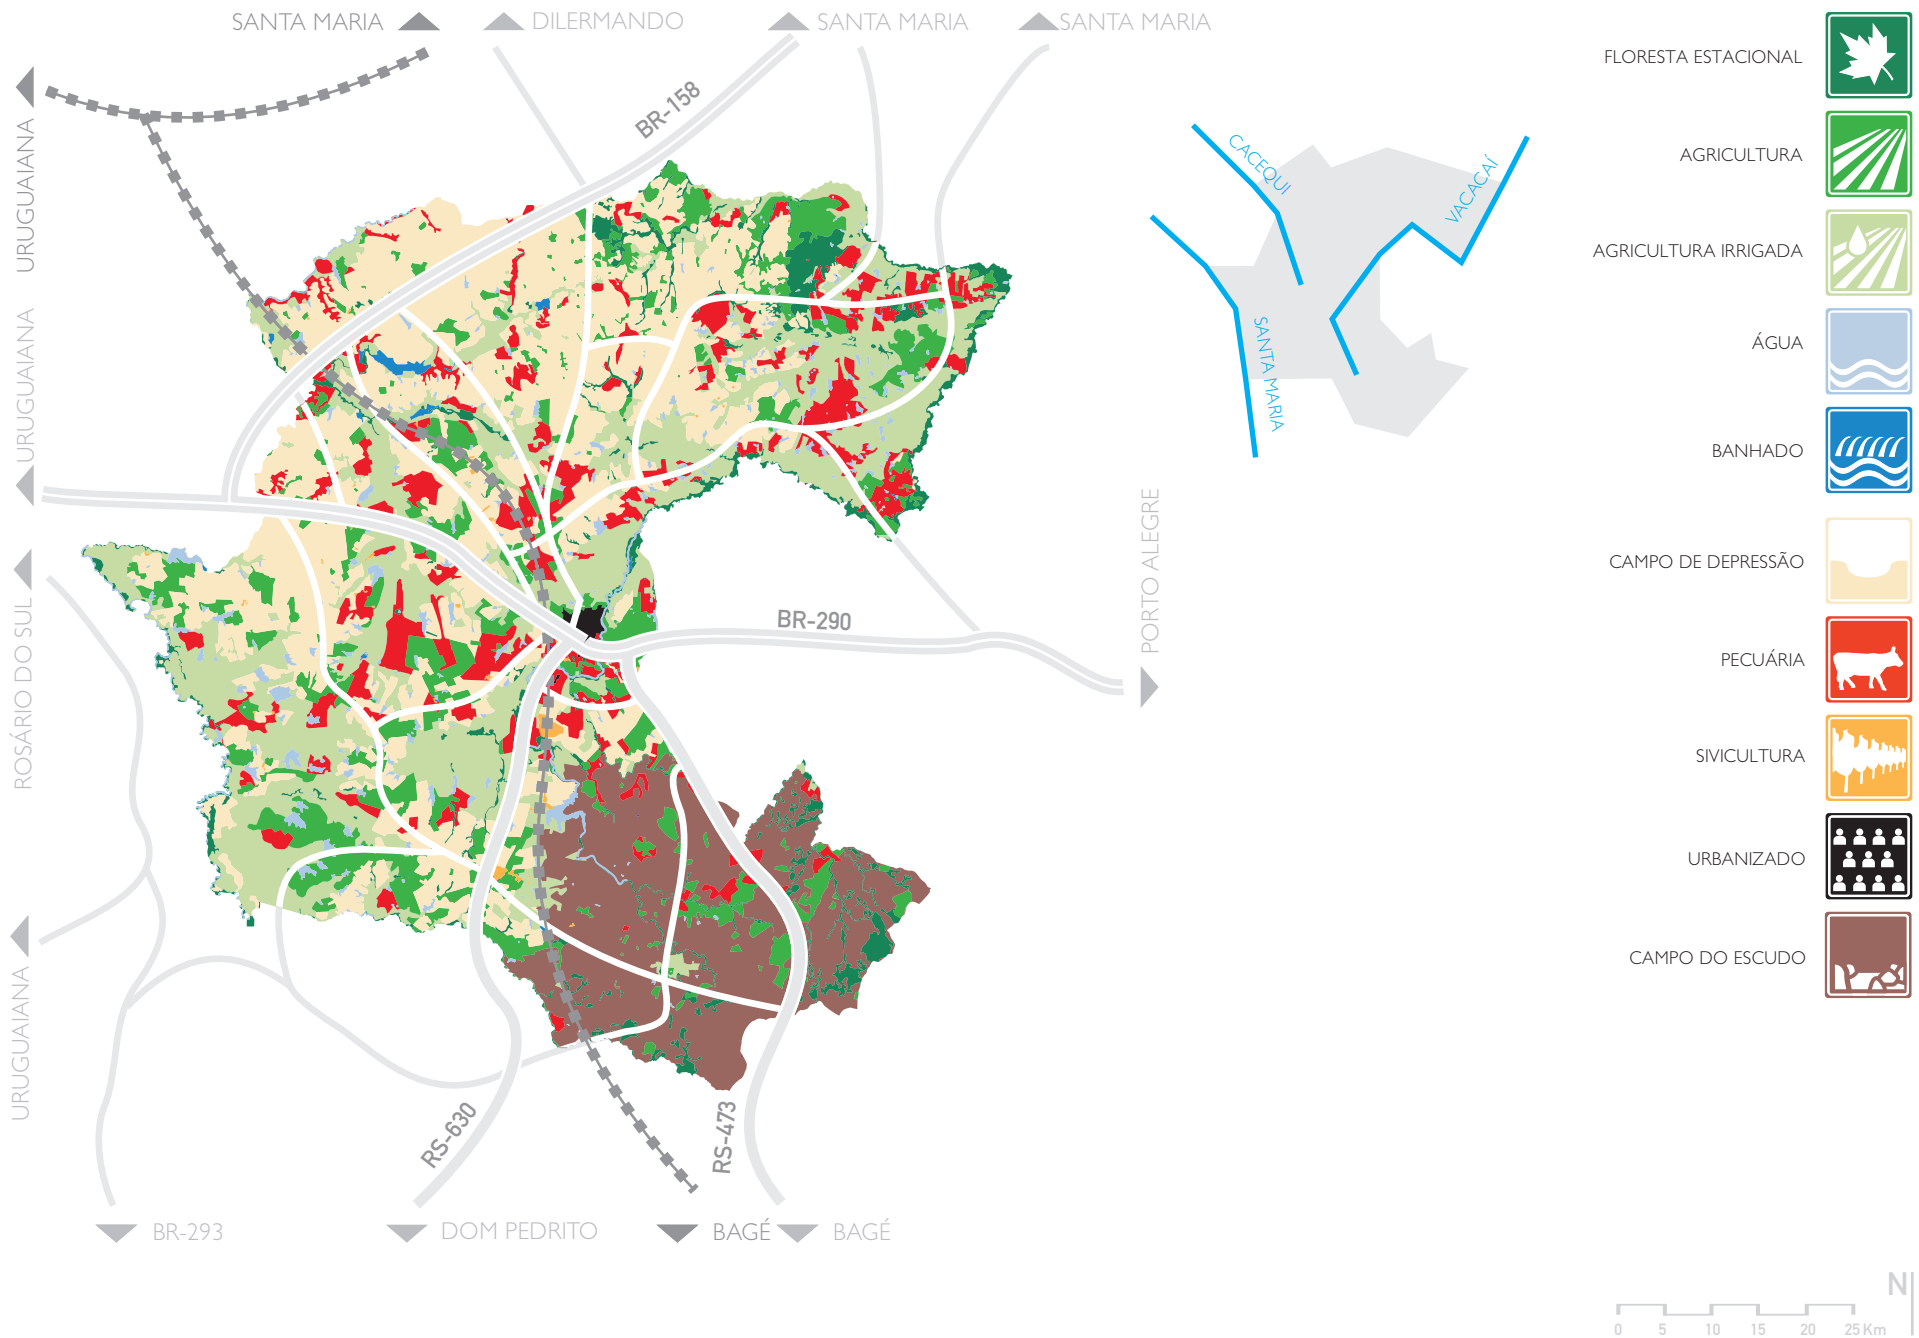 SANTA MARIA
DILERMANDO
SANTA MARIA
SANTA MARIA
URUGUAIANA
BR-158
URUGUAIANA
ROSÁRIO DO SUL
URUGUAIANA
BR-290
PORTO ALEGRE
RS-630
RS-473
BR-293
DOM PEDRITO
BAGÉ
BAGÉ
CACEQUI
VACACAÍ
SANTA MARIA
FLORESTA ESTACIONAL
AGRICULTURA
AGRICULTURA IRRIGADA
ÁGUA
BANHADO
CAMPO DE DEPRESSÃO
PECUÁRIA
SIVICULTURA
URBANIZADO
CAMPO DO ESCUDO
N
0 5 10 15 20 25 Km